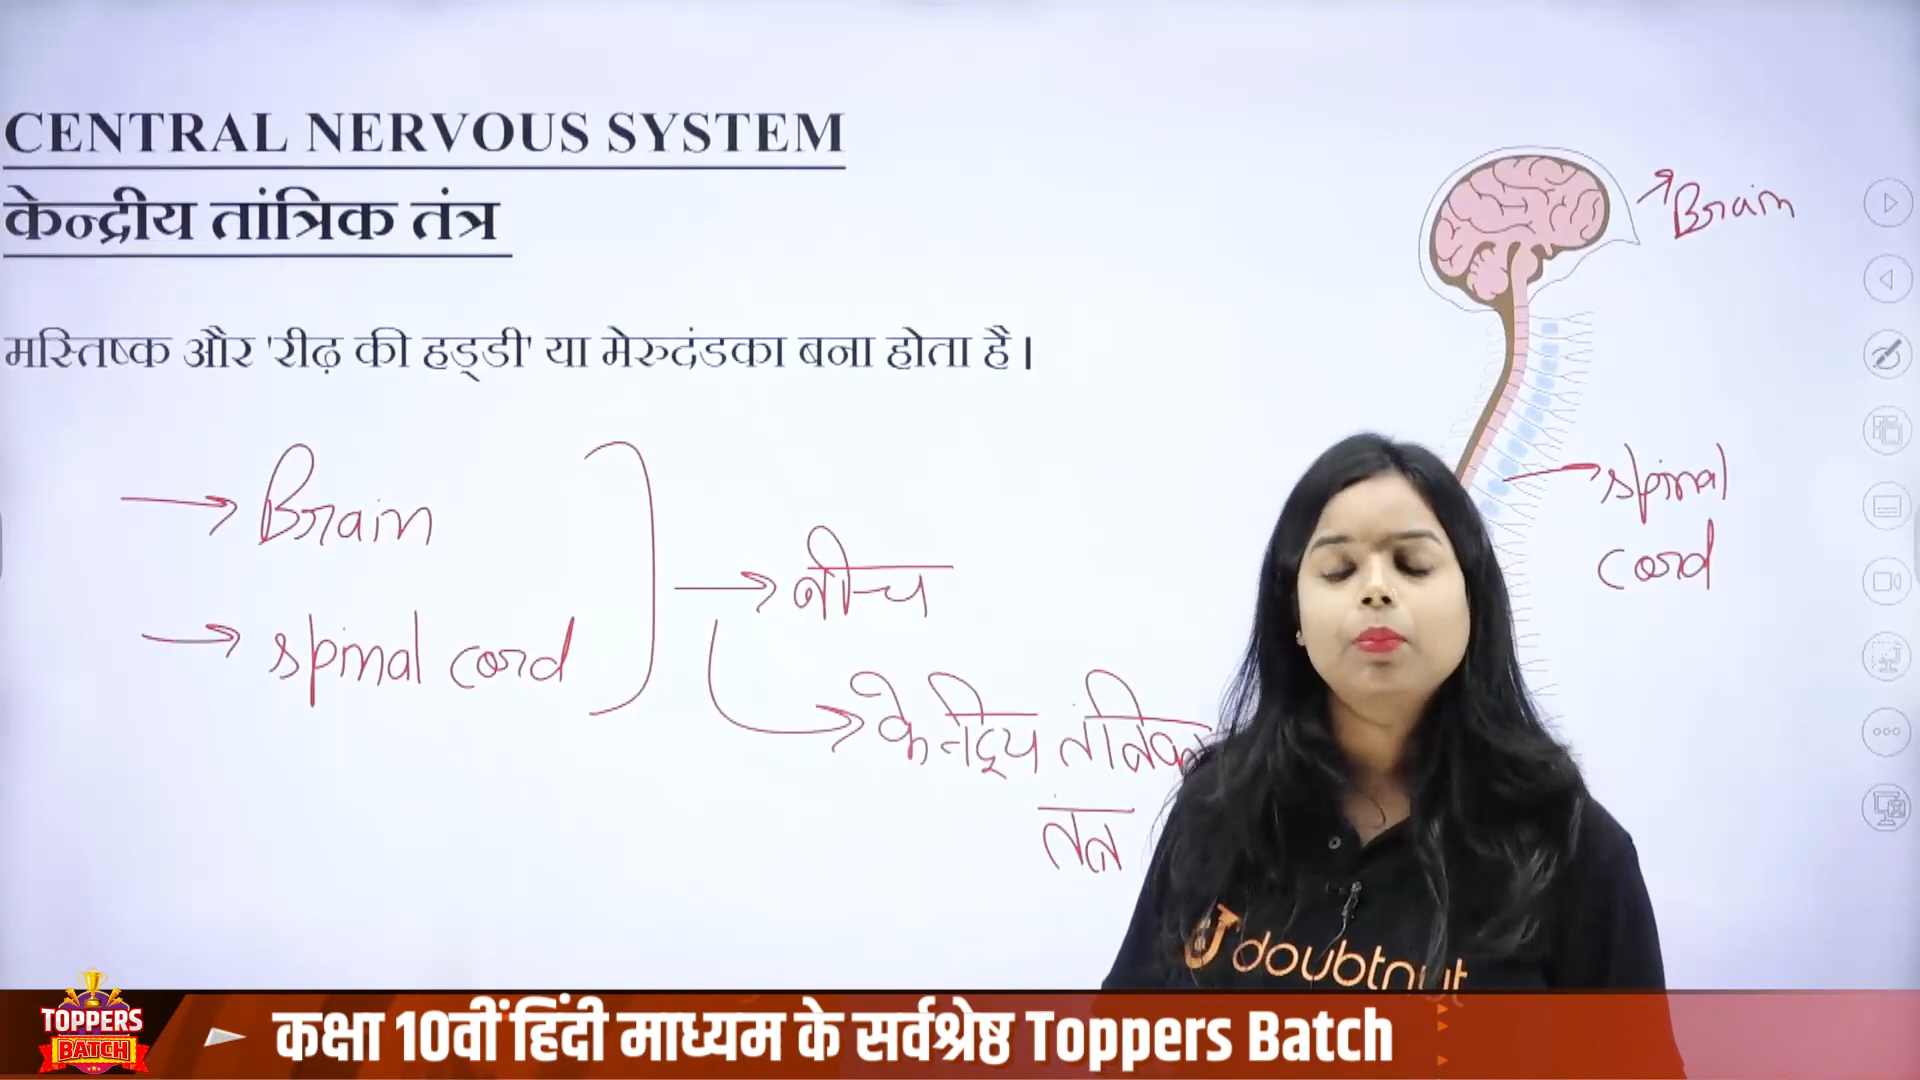 CENTRAL NERVOUS SYSTEM
केन्द्रीय तांत्रिक तंत्र
मस्तिष्क और 'रीढ़ की हड्डी' या मेरुदंडका बना होता है।
Brain
Brain
spinal cord
नीच
spinal
cord
तंत्र
doubtnut
TOPPERS
BATCH
कक्षा 10वीं हिंदी माध्यम के सर्वश्रेष्ठ Toppers Batch